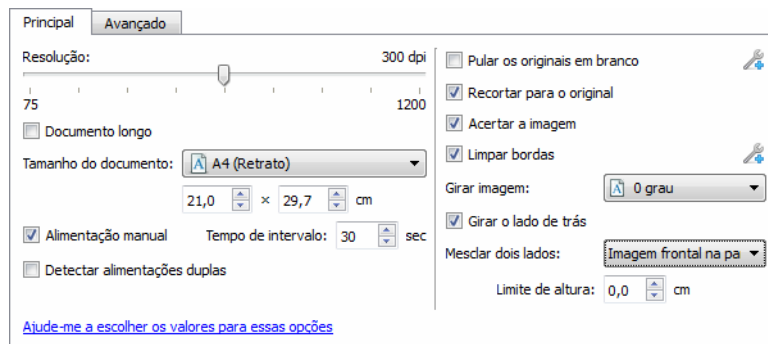 Principal
Avançado
Resolução: 300 dpi
75 1200
Documento longo
Tamanho do documento: A4 (Retrato)
21,0 × 29,7 cm
Alimentação manual Tempo de intervalo: 30 sec
Detectar alimentações duplas
Ajude-me a escolher os valores para essas opções
Pular os originais em branco
Recortar para o original
Acertar a imagem
Limpar bordas
Girar imagem: 0 grau
Girar o lado de trás
Mesclar dois lados: Imagem frontal na pa
Limite de altura: 0,0 cm